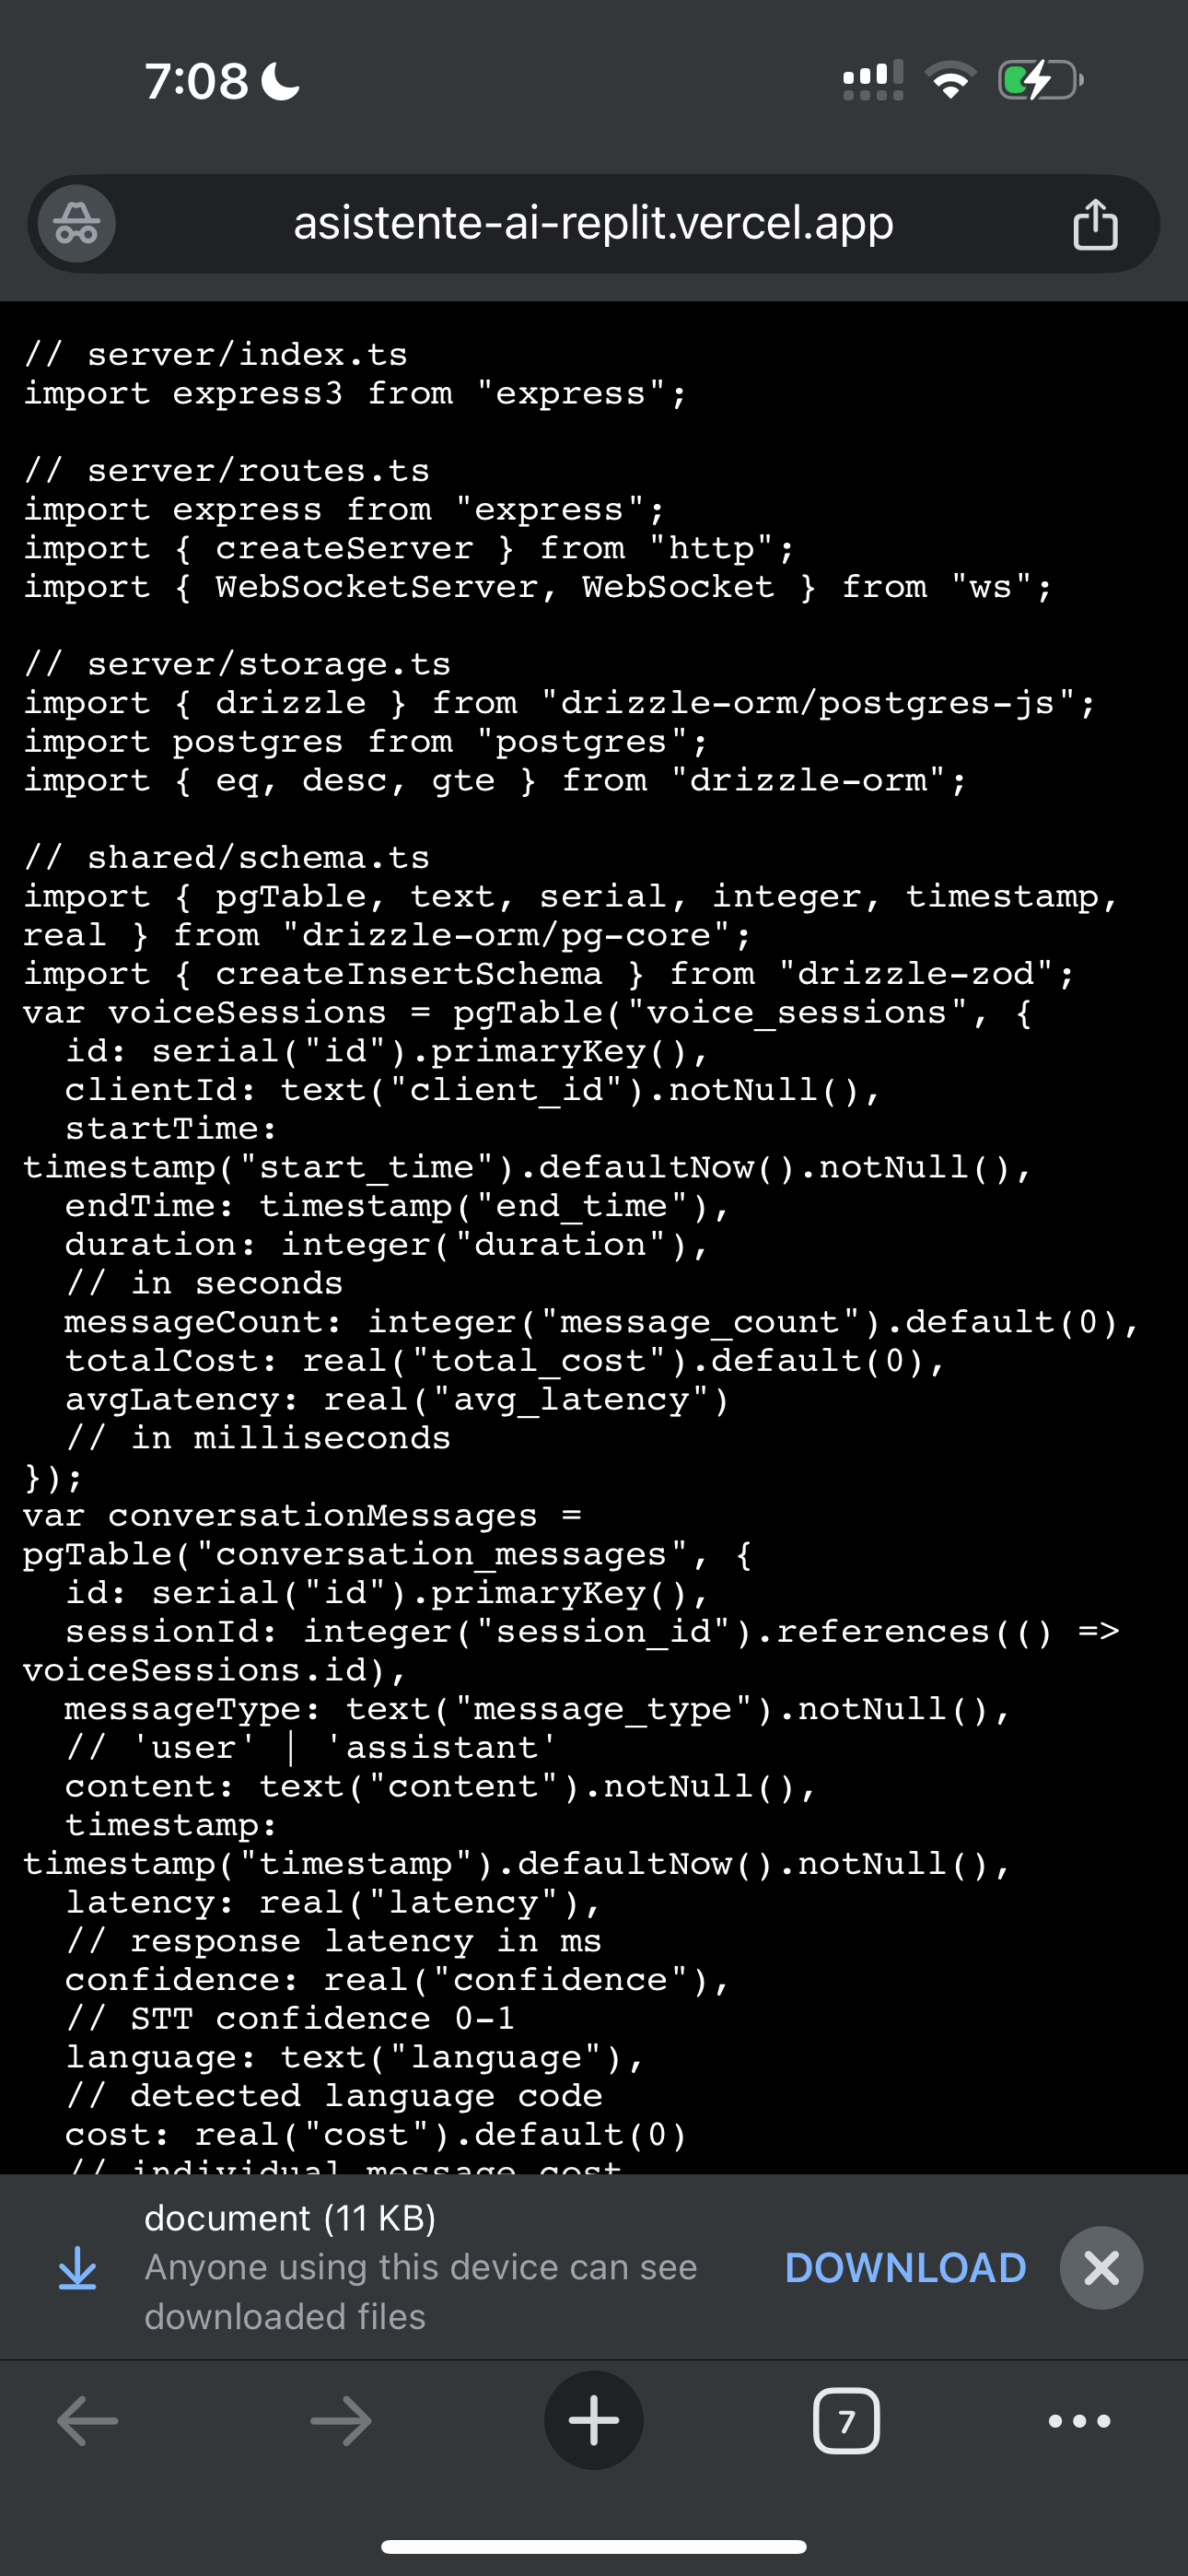 7:08
asistente-ai-replit.vercel.app
// server/index.ts
import express3 from "express";
// server/routes.ts
import express from "express";
import { createServer } from "http";
import { WebSocketServer, WebSocket } from "ws";
// server/storage.ts
import { drizzle } from "drizzle-orm/postgres-js";
import postgres from "postgres";
import { eq, desc, gte } from "drizzle-orm";
// shared/schema.ts
import { pgTable, text, serial, integer, timestamp,
real } from "drizzle-orm/pg-core";
import { createInsertSchema } from "drizzle-zod";
var voiceSessions = pgTable("voice_sessions", {
  id: serial("id").primaryKey(),
  clientId: text("client_id").notNull(),
  startTime:
timestamp("start_time").defaultNow().notNull(),
  endTime: timestamp("end_time"),
  duration: integer("duration"),
  // in seconds
  messageCount: integer("message_count").default(0),
  totalCost: real("total_cost").default(0),
  avgLatency: real("avg_latency")
  // in milliseconds
});
var conversationMessages =
pgTable("conversation_messages", {
  id: serial("id").primaryKey(),
  sessionId: integer("session_id").references(() =>
voiceSessions.id),
  messageType: text("message_type").notNull(),
  // 'user' | 'assistant'
  content: text("content").notNull(),
  timestamp:
timestamp("timestamp").defaultNow().notNull(),
  latency: real("latency"),
  // response latency in ms
  confidence: real("confidence"),
  // STT confidence 0-1
  language: text("language"),
  // detected language code
  cost: real("cost").default(0)
  // individual message cost
document (11 KB)
Anyone using this device can see
downloaded files
DOWNLOAD
7